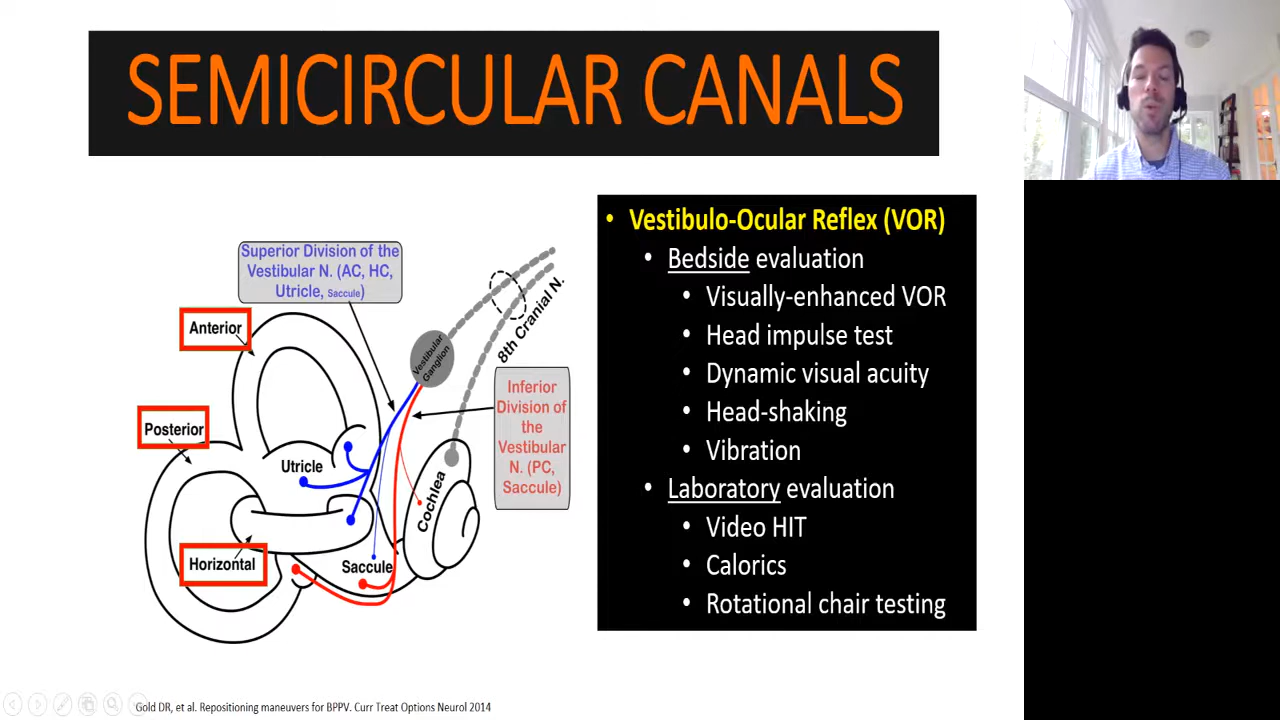 SEMICIRCULAR CANALS
Superior Division of the
Vestibular N. (AC, HC,
Utricle, Saccule)
Anterior
Posterior
Horizontal
Utricle
Saccule
Cochlea
Vestibular
Ganglion
8th Cranial N.
Inferior
Division of
the
Vestibular
N. (PC,
Saccule)
• Vestibulo-Ocular Reflex (VOR)
• Bedside evaluation
• Visually-enhanced VOR
• Head impulse test
• Dynamic visual acuity
• Head-shaking
• Vibration
• Laboratory evaluation
• Video HIT
• Calorics
• Rotational chair testing
Gold DR, et al. Repositioning maneuvers for BPPV. Curr Treat Options Neurol 2014